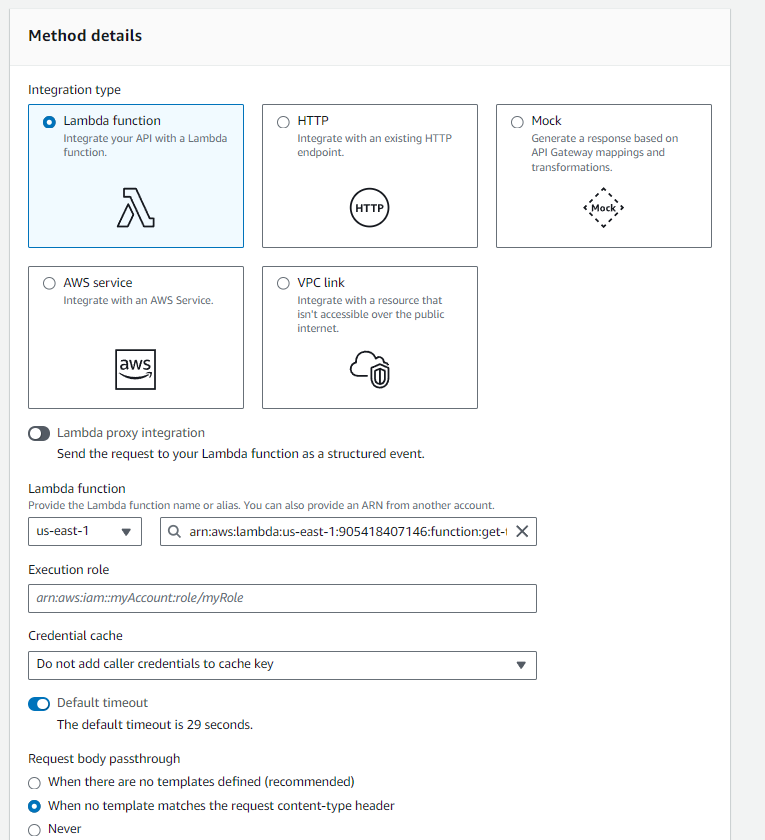 Method details
Integration type
Lambda function
Integrate your API with a Lambda
function.
HTTP
Integrate with an existing HTTP
endpoint.
HTTP
Mock
Generate a response based on
API Gateway mappings and
transformations.
Mock
AWS service
Integrate with an AWS Service.
aws
VPC link
Integrate with a resource that
isn't accessible over the public
internet.
Lambda proxy integration
Send the request to your Lambda function as a structured event.
Lambda function
Provide the Lambda function name or alias. You can also provide an ARN from another account.
us-east-1
arn:aws:lambda:us-east-1:905418407146:function:get-
Execution role
arn:aws:iam::myAccount:role/myRole
Credential cache
Do not add caller credentials to cache key
Default timeout
The default timeout is 29 seconds.
Request body passthrough
When there are no templates defined (recommended)
When no template matches the request content-type header
Never